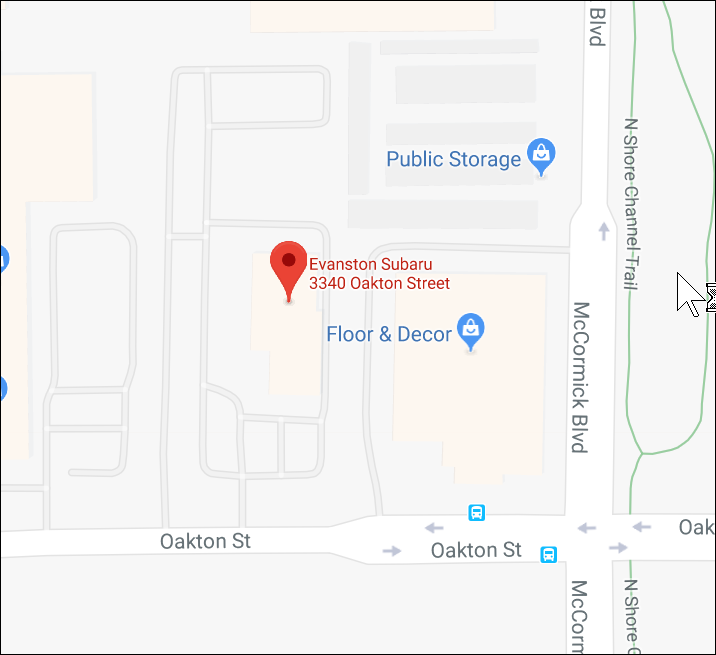 Blvd
N-Shore-Channel-Trail
Public Storage
Evanston Subaru
3340 Oakton Street
Floor & Decor
McCormick Blvd
Oakton St
Oakton St
Oak
McCorm
N-Shore-C